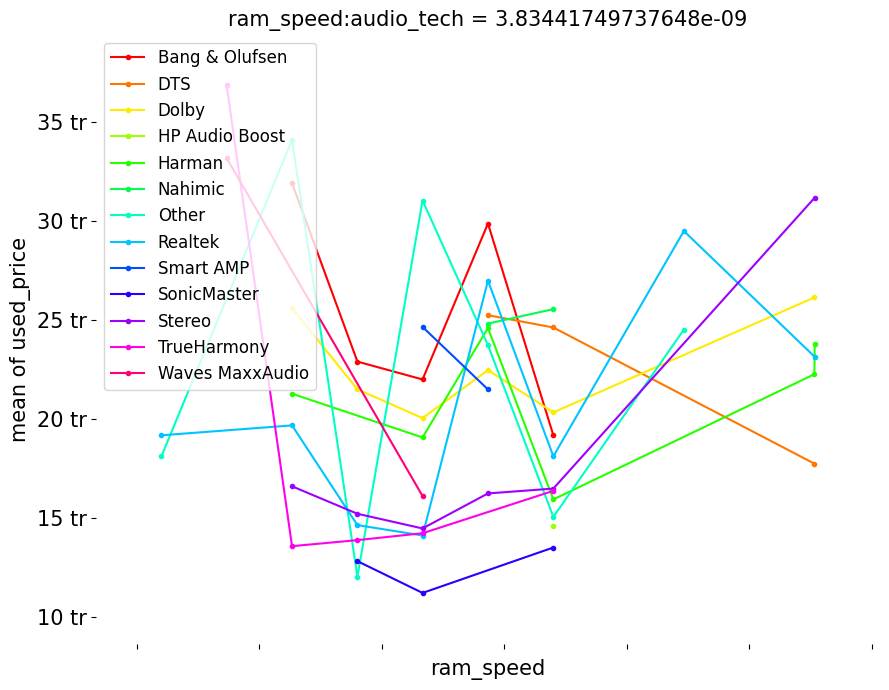 ram_speed:audio_tech = 3.83441749737648e-09
Bang & Olufsen
DTS
Dolby
HP Audio Boost
Harman
Nahimic
Other
Realtek
Smart AMP
SonicMaster
Stereo
TrueHarmony
Waves MaxxAudio
35 tr
30 tr
25 tr
20 tr
15 tr
10 tr
mean of used_price
ram_speed